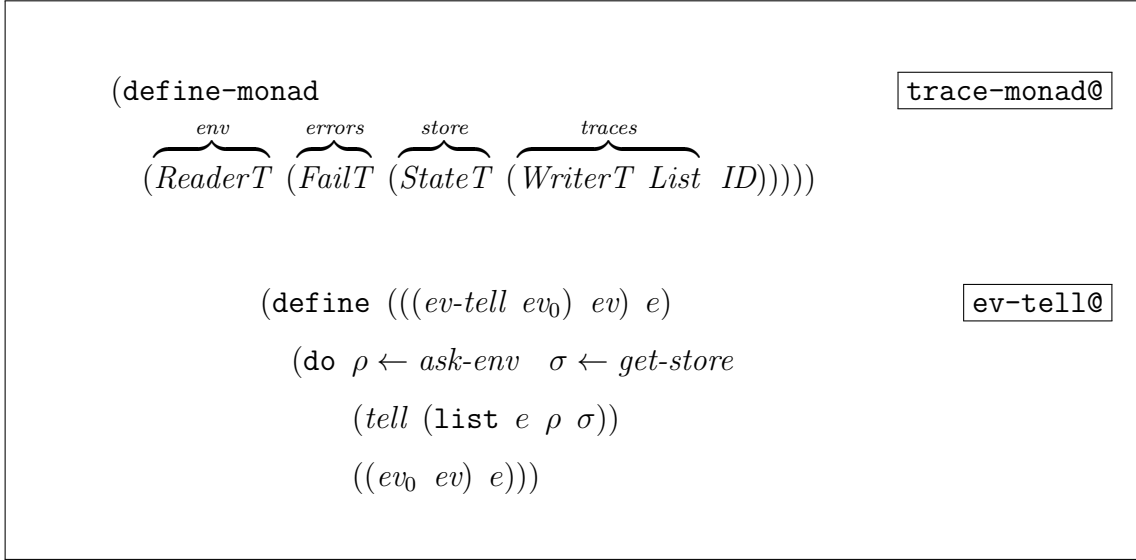 (define-monad trace-monad@
env errors store traces
(ReaderT (FailT (StateT (WriterT List ID)))))
(define (((ev-tell ev₀) ev) e) ev-tell@
(do ρ ← ask-env σ ← get-store
(tell (list e ρ σ))
((ev₀ ev) e)))